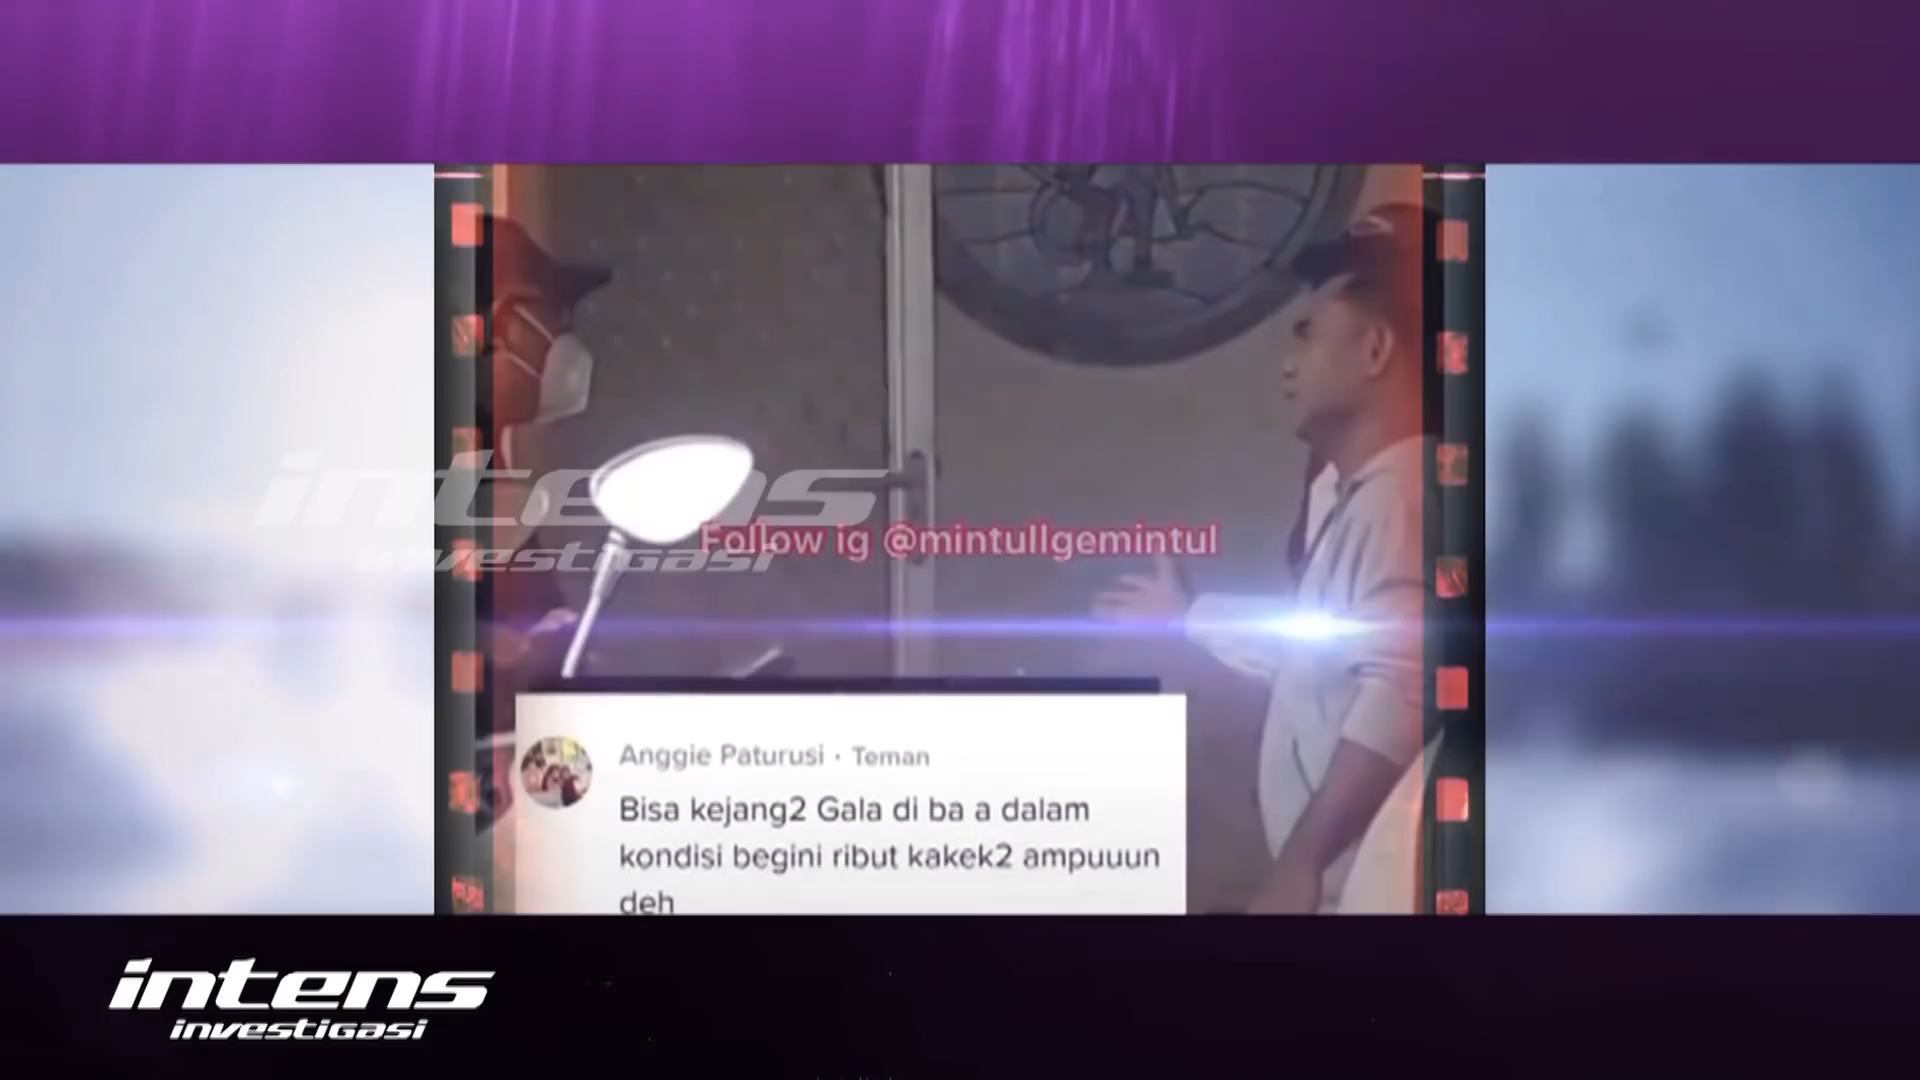 intens
investigasi
Follow ig @mintullgemintul
Anggie Paturusi · Teman
Bisa kejang2 Gala di ba a dalam
kondisi begini ribut kakek2 ampuuun
deh
intens
investigasi